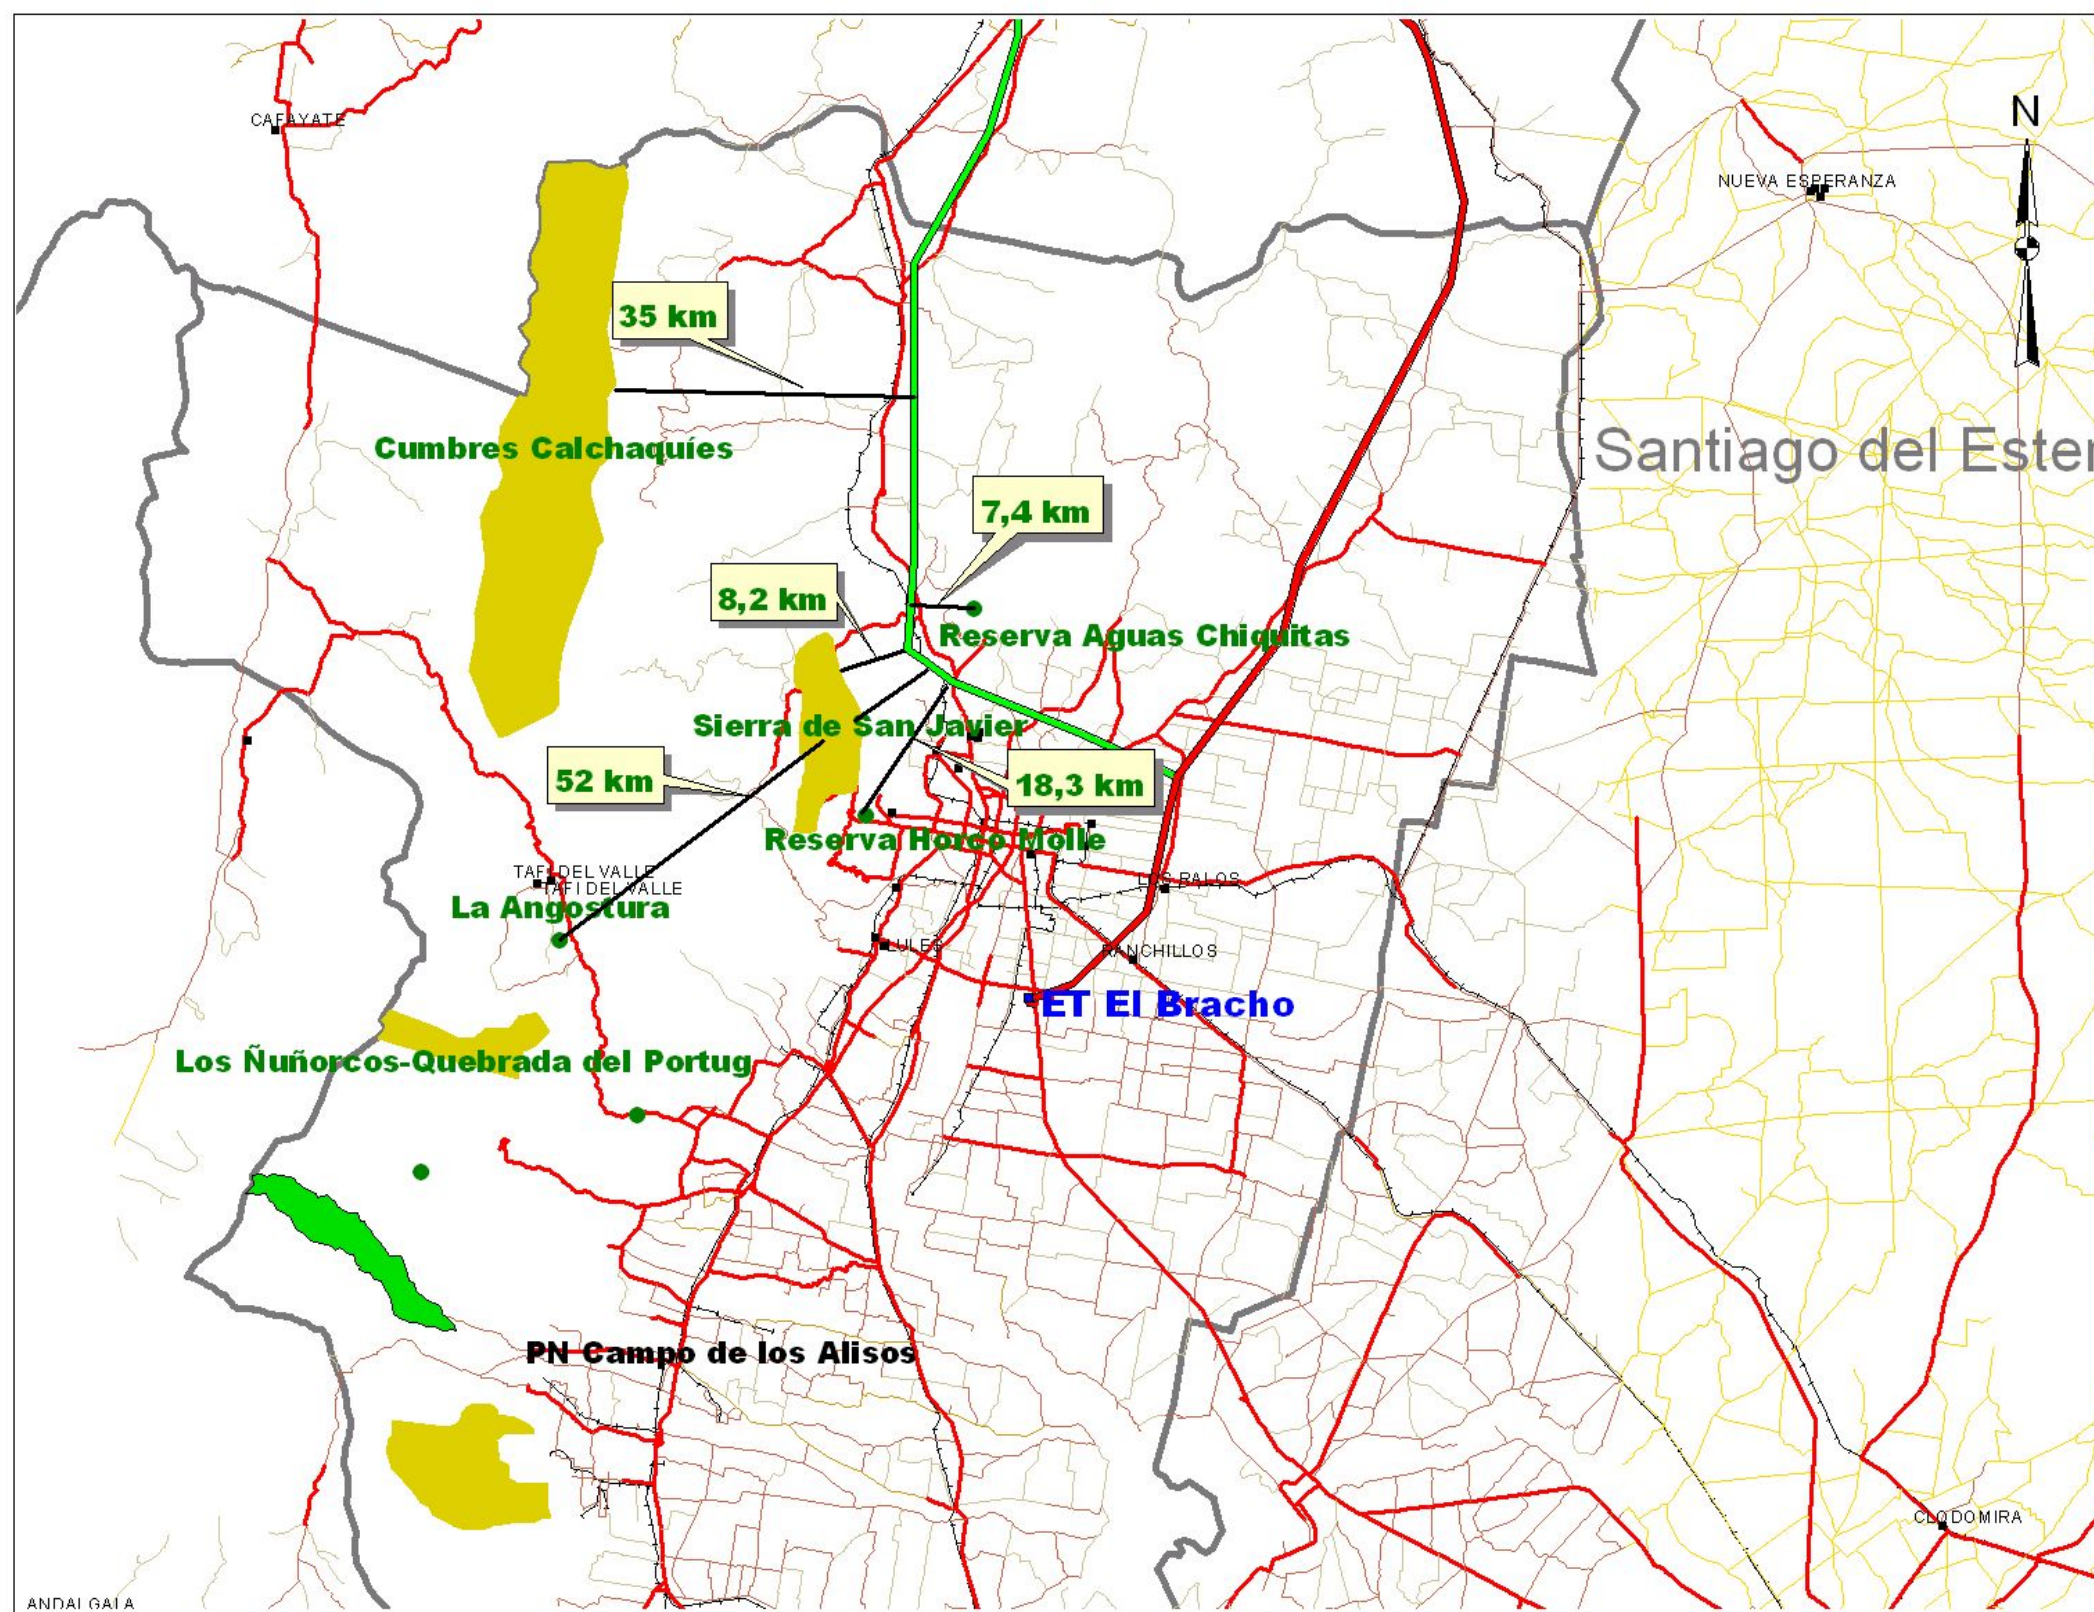 N
CAFAYATE
NUEVA ESPERANZA
35 km
Cumbres Calchaquíes
Santiago del Ester
7,4 km
8,2 km
Reserva Aguas Chiquitas
Sierra de San Javier
52 km
18,3 km
Reserva Horco Molle
TAFI DEL VALLE
TAFI DEL VALLE
LOS RALOS
La Angostura
LULES
RANCHILLOS
ET El Bracho
Los Ñuñorcos-Quebrada del Portug
PN Campo de los Alisos
CLODOMIRA
ANDALGALA